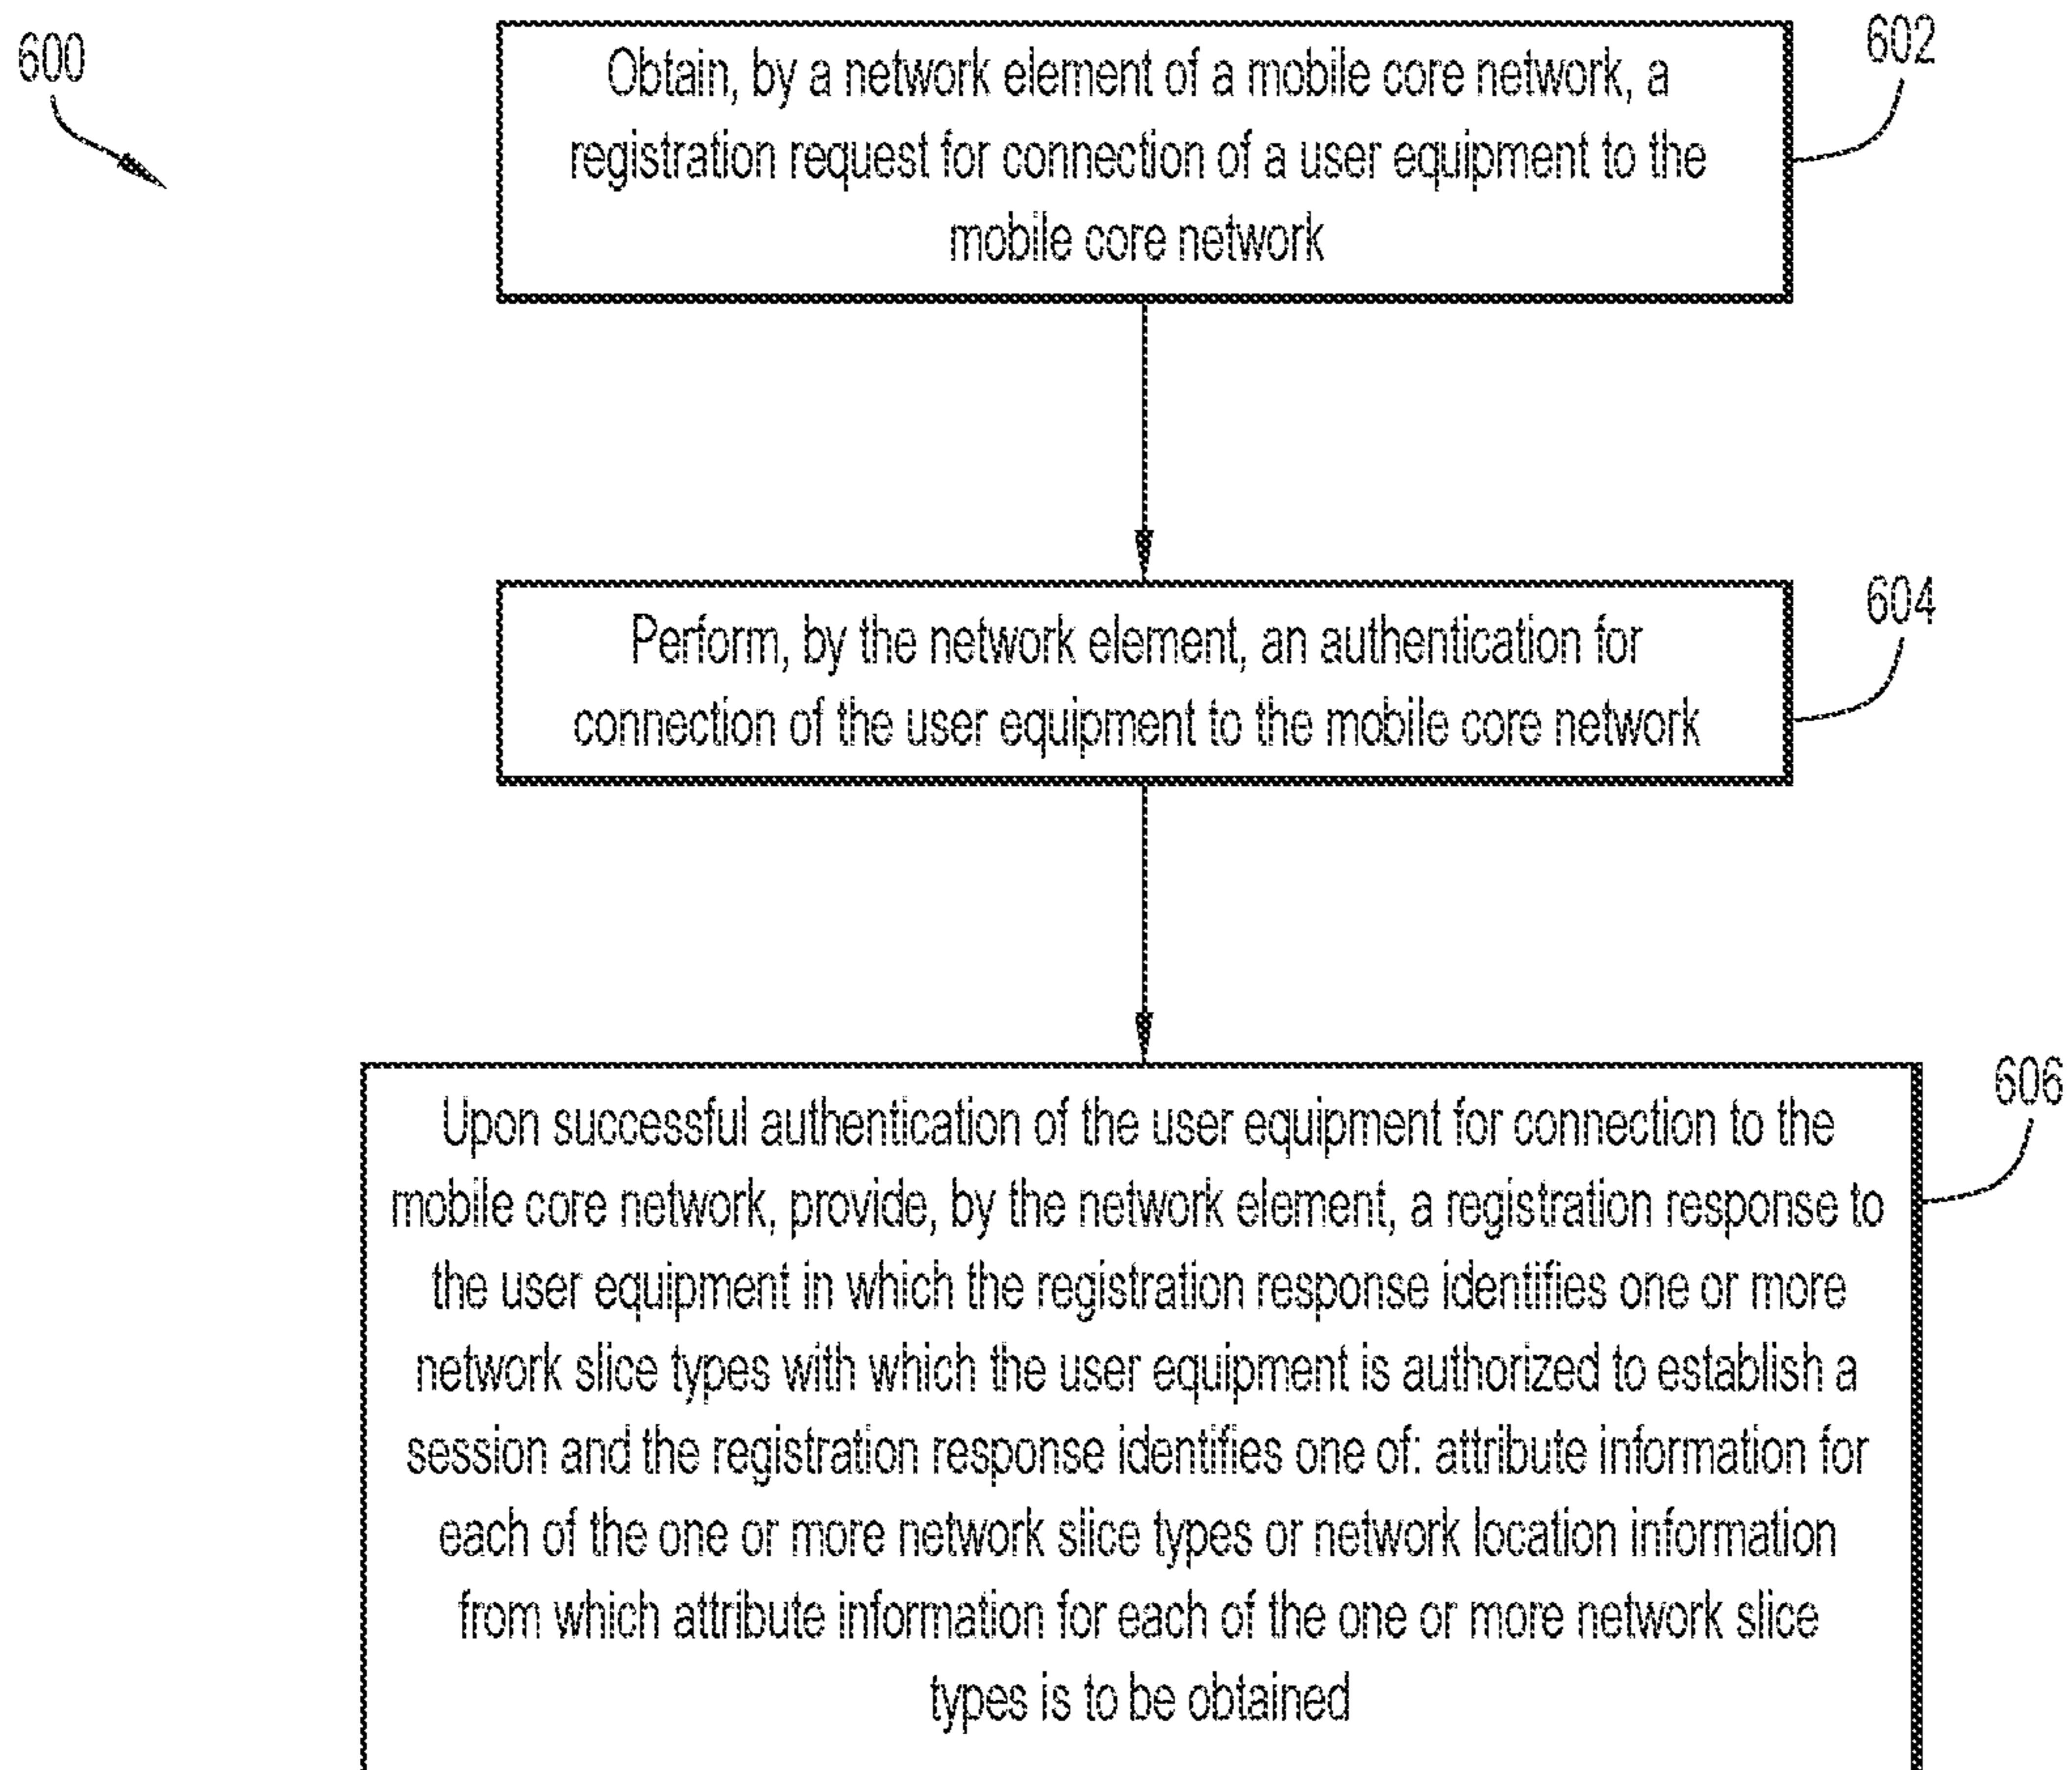 600
602
Obtain, by a network element of a mobile core network, a
registration request for connection of a user equipment to the
mobile core network
604
Perform, by the network element, an authentication for
connection of the user equipment to the mobile core network
606
Upon successful authentication of the user equipment for connection to the
mobile core network, provide, by the network element, a registration response to
the user equipment in which the registration response identifies one or more
network slice types with which the user equipment is authorized to establish a
session and the registration response identifies one of: attribute information for
each of the one or more network slice types or network location information
from which attribute information for each of the one or more network slice
types is to be obtained